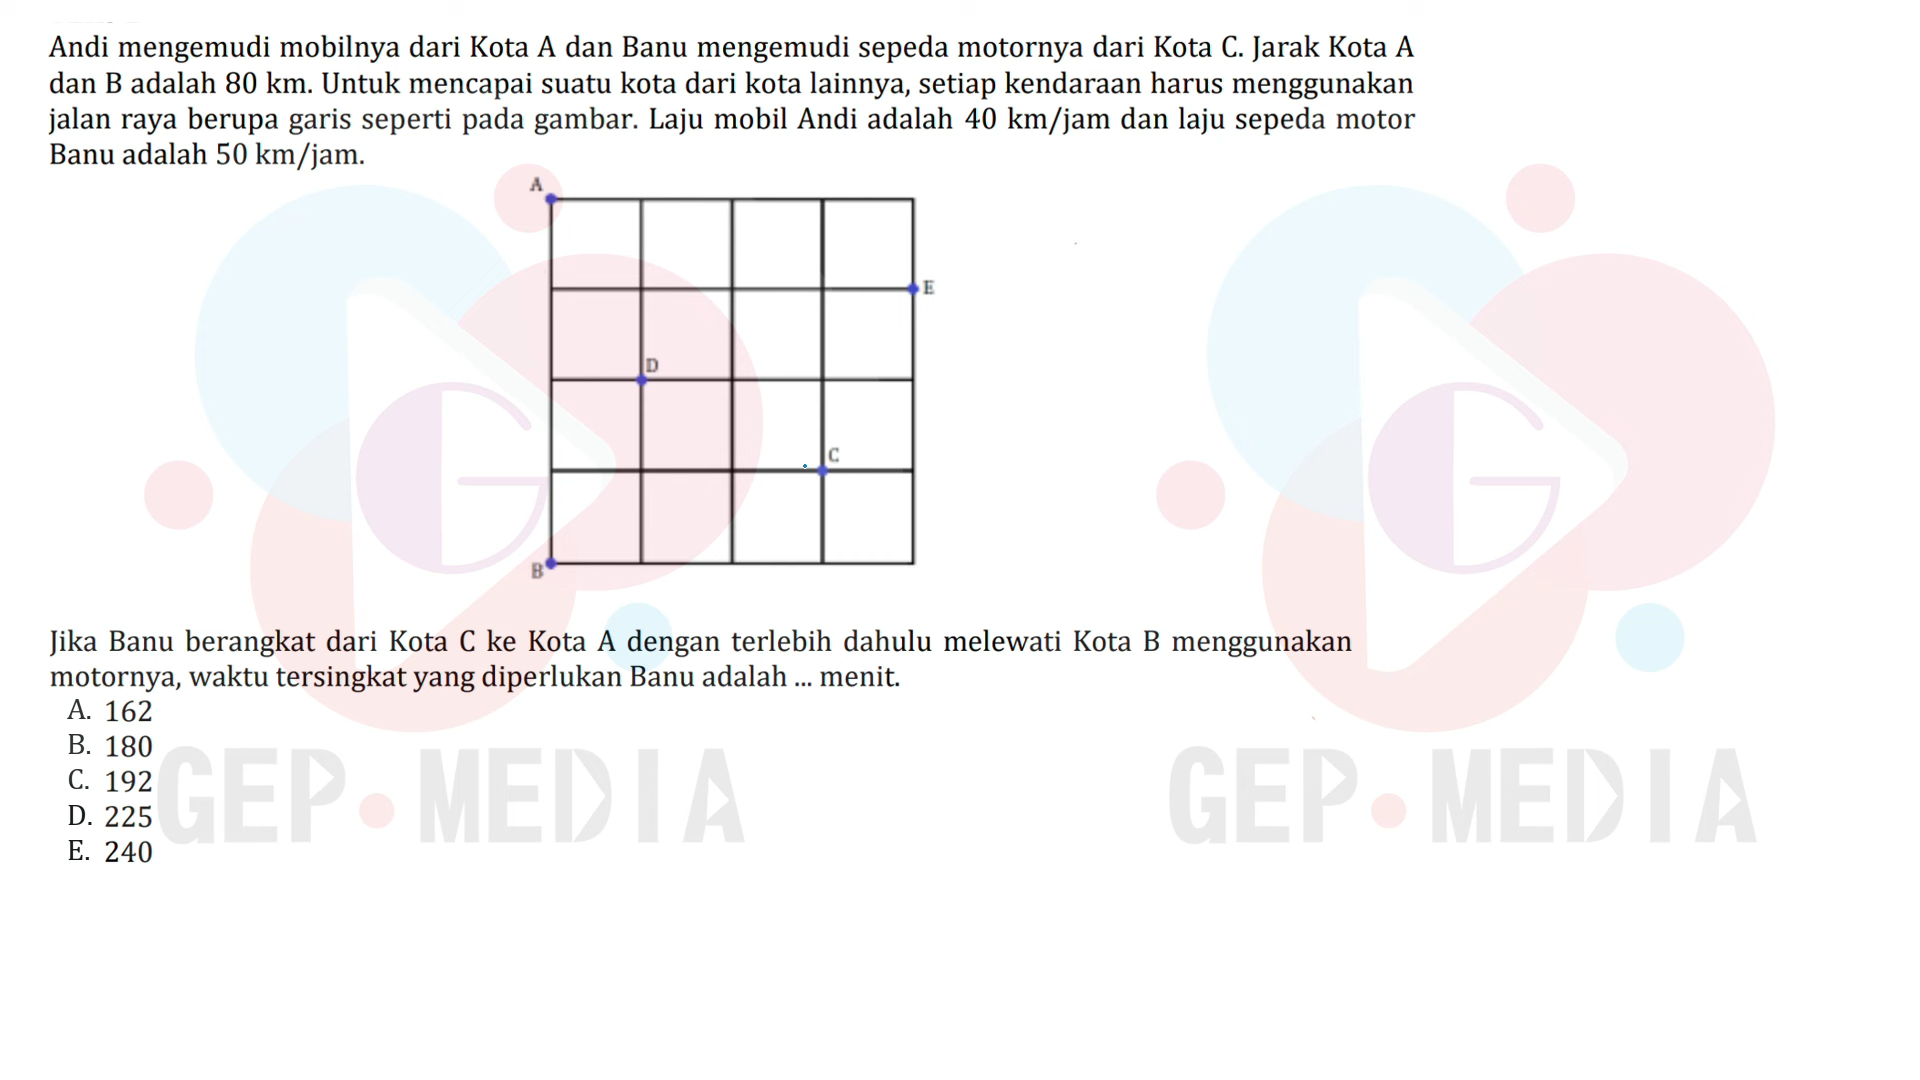 Andi mengemudi mobilnya dari Kota A dan Banu mengemudi sepeda motornya dari Kota C. Jarak Kota A
dan B adalah 80 km. Untuk mencapai suatu kota dari kota lainnya, setiap kendaraan harus menggunakan
jalan raya berupa garis seperti pada gambar. Laju mobil Andi adalah 40 km/jam dan laju sepeda motor
Banu adalah 50 km/jam.
A
E
D
C
B
Jika Banu berangkat dari Kota C ke Kota A dengan terlebih dahulu melewati Kota B menggunakan
motornya, waktu tersingkat yang diperlukan Banu adalah ... menit.
A. 162
B. 180
C. 192
D. 225
E. 240
GEP•MEDIA
GEP•MEDIA